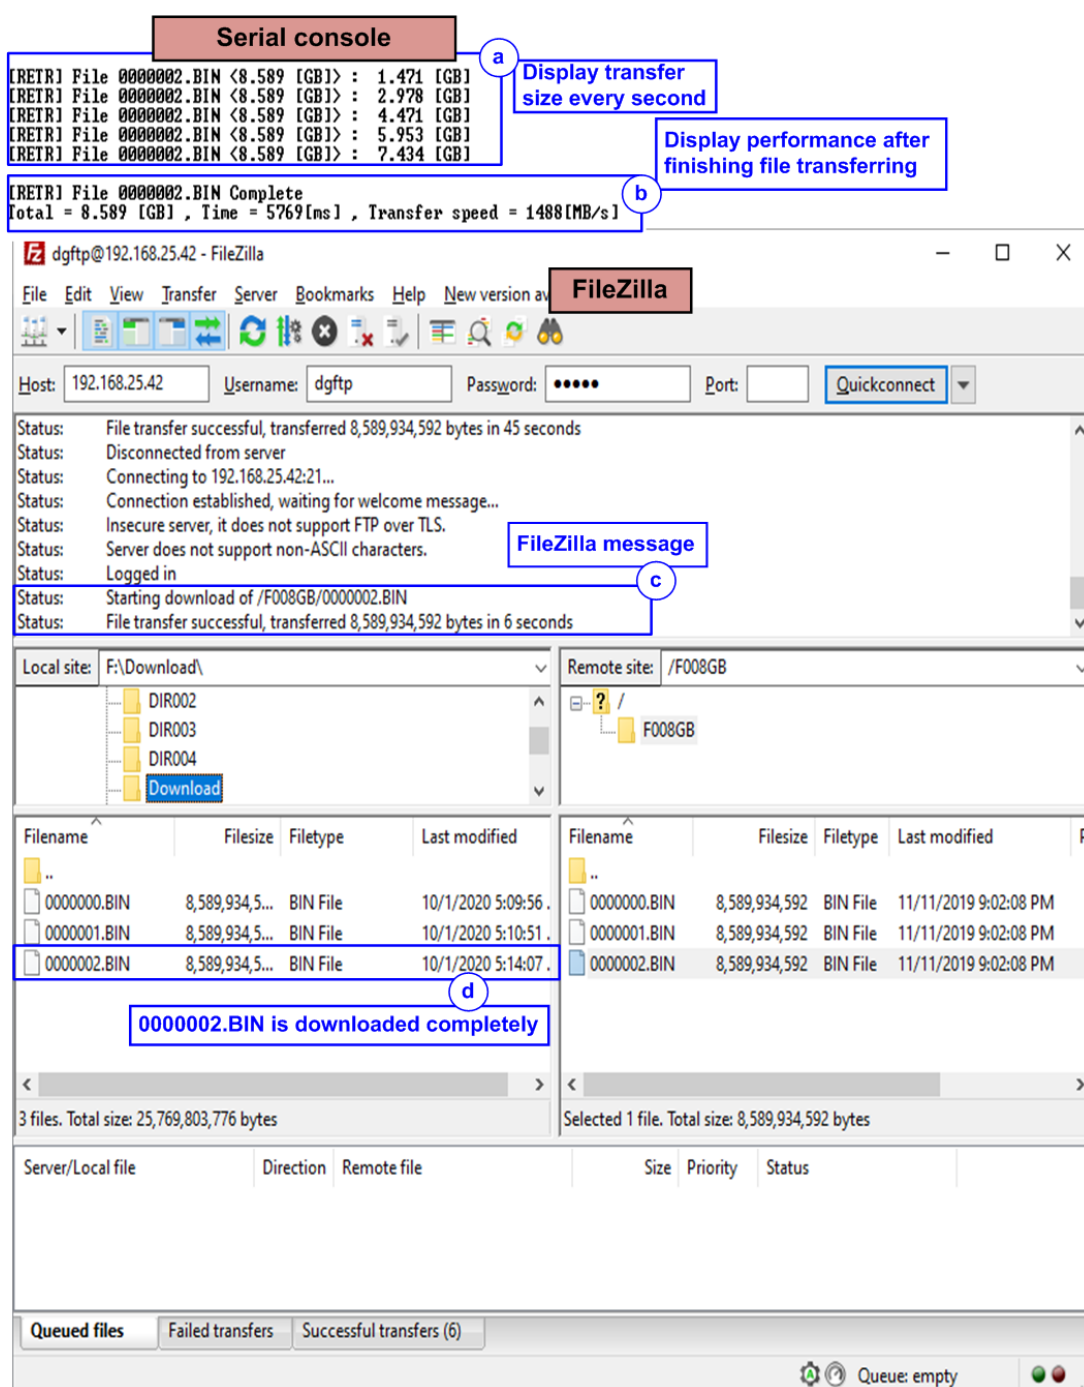 Serial console
a
[RETR] File 0000002.BIN <8.589 [GB]> : 1.471 [GB]
[RETR] File 0000002.BIN <8.589 [GB]> : 2.978 [GB]
[RETR] File 0000002.BIN <8.589 [GB]> : 4.471 [GB]
[RETR] File 0000002.BIN <8.589 [GB]> : 5.953 [GB]
[RETR] File 0000002.BIN <8.589 [GB]> : 7.434 [GB]
Display transfer
size every second
Display performance after
finishing file transferring
b
[RETR] File 0000002.BIN Complete
Total = 8.589 [GB] , Time = 5769[ms] , Transfer speed = 1488[MB/s]
dgftp@192.168.25.42 - FileZilla
FileZilla
File Edit View Transfer Server Bookmarks Help New version av
Host: 192.168.25.42 Username: dgftp Password: ••••• Port: Quickconnect
Status: File transfer successful, transferred 8,589,934,592 bytes in 45 seconds
Status: Disconnected from server
Status: Connecting to 192.168.25.42:21...
Status: Connection established, waiting for welcome message...
Status: Insecure server, it does not support FTP over TLS.
Status: Server does not support non-ASCII characters.
Status: Logged in
Status: Starting download of /F008GB/0000002.BIN
Status: File transfer successful, transferred 8,589,934,592 bytes in 6 seconds
FileZilla message
c
Local site: F:\Download\
DIR002
DIR003
DIR004
Download
Remote site: /F008GB
/
F008GB
Filename Filesize Filetype Last modified
..
0000000.BIN 8,589,934,5... BIN File 10/1/2020 5:09:56 .
0000001.BIN 8,589,934,5... BIN File 10/1/2020 5:10:51 .
0000002.BIN 8,589,934,5... BIN File 10/1/2020 5:14:07 .
d
0000002.BIN is downloaded completely
3 files. Total size: 25,769,803,776 bytes
Filename Filesize Filetype Last modified
..
0000000.BIN 8,589,934,592 BIN File 11/11/2019 9:02:08 PM
0000001.BIN 8,589,934,592 BIN File 11/11/2019 9:02:08 PM
0000002.BIN 8,589,934,592 BIN File 11/11/2019 9:02:08 PM
Selected 1 file. Total size: 8,589,934,592 bytes
Server/Local file Direction Remote file Size Priority Status
Queued files Failed transfers Successful transfers (6)
Queue: empty